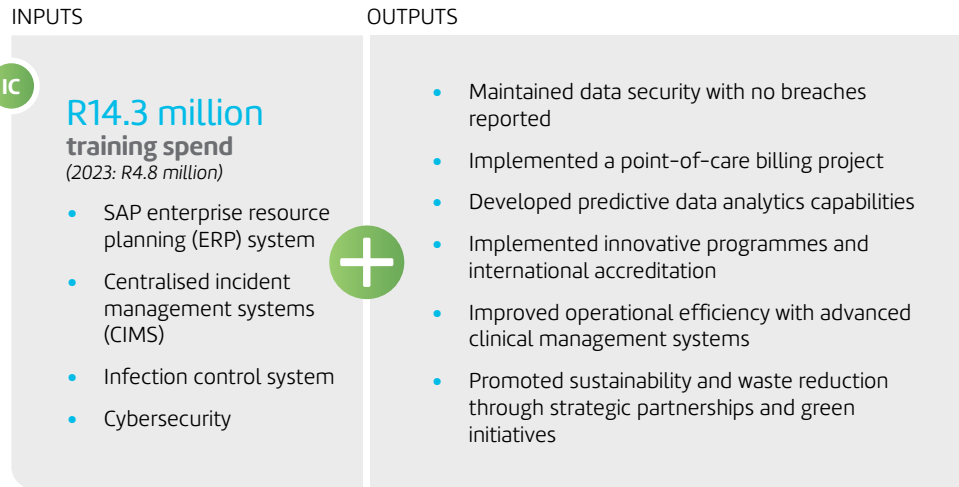 INPUTS
OUTPUTS
IC
R14.3 million
training spend
(2023: R4.8 million)
• SAP enterprise resource
planning (ERP) system
• Centralised incident
management systems
(CIMS)
• Infection control system
• Cybersecurity
• Maintained data security with no breaches
reported
• Implemented a point-of-care billing project
• Developed predictive data analytics capabilities
• Implemented innovative programmes and
international accreditation
• Improved operational efficiency with advanced
clinical management systems
• Promoted sustainability and waste reduction
through strategic partnerships and green
initiatives